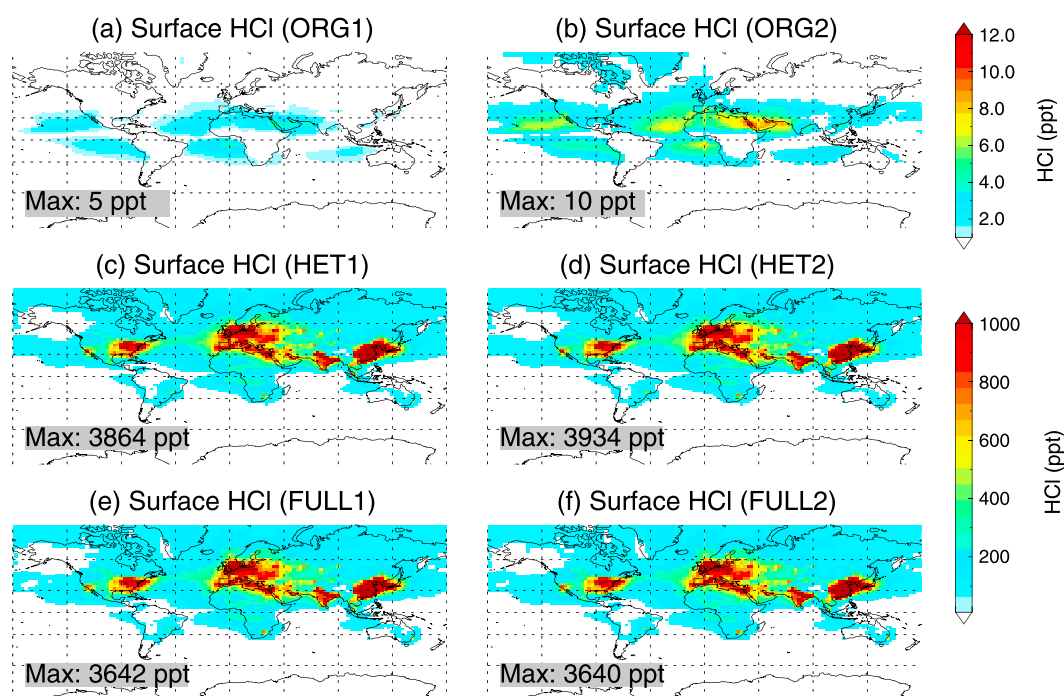 (a) Surface HCl (ORG1)
(b) Surface HCl (ORG2)
Max: 5 ppt
Max: 10 ppt
12.0
10.0
8.0
6.0
4.0
2.0
HCl (ppt)
(c) Surface HCl (HET1)
(d) Surface HCl (HET2)
Max: 3864 ppt
Max: 3934 ppt
(e) Surface HCl (FULL1)
(f) Surface HCl (FULL2)
Max: 3642 ppt
Max: 3640 ppt
1000
800
600
400
200
HCl (ppt)